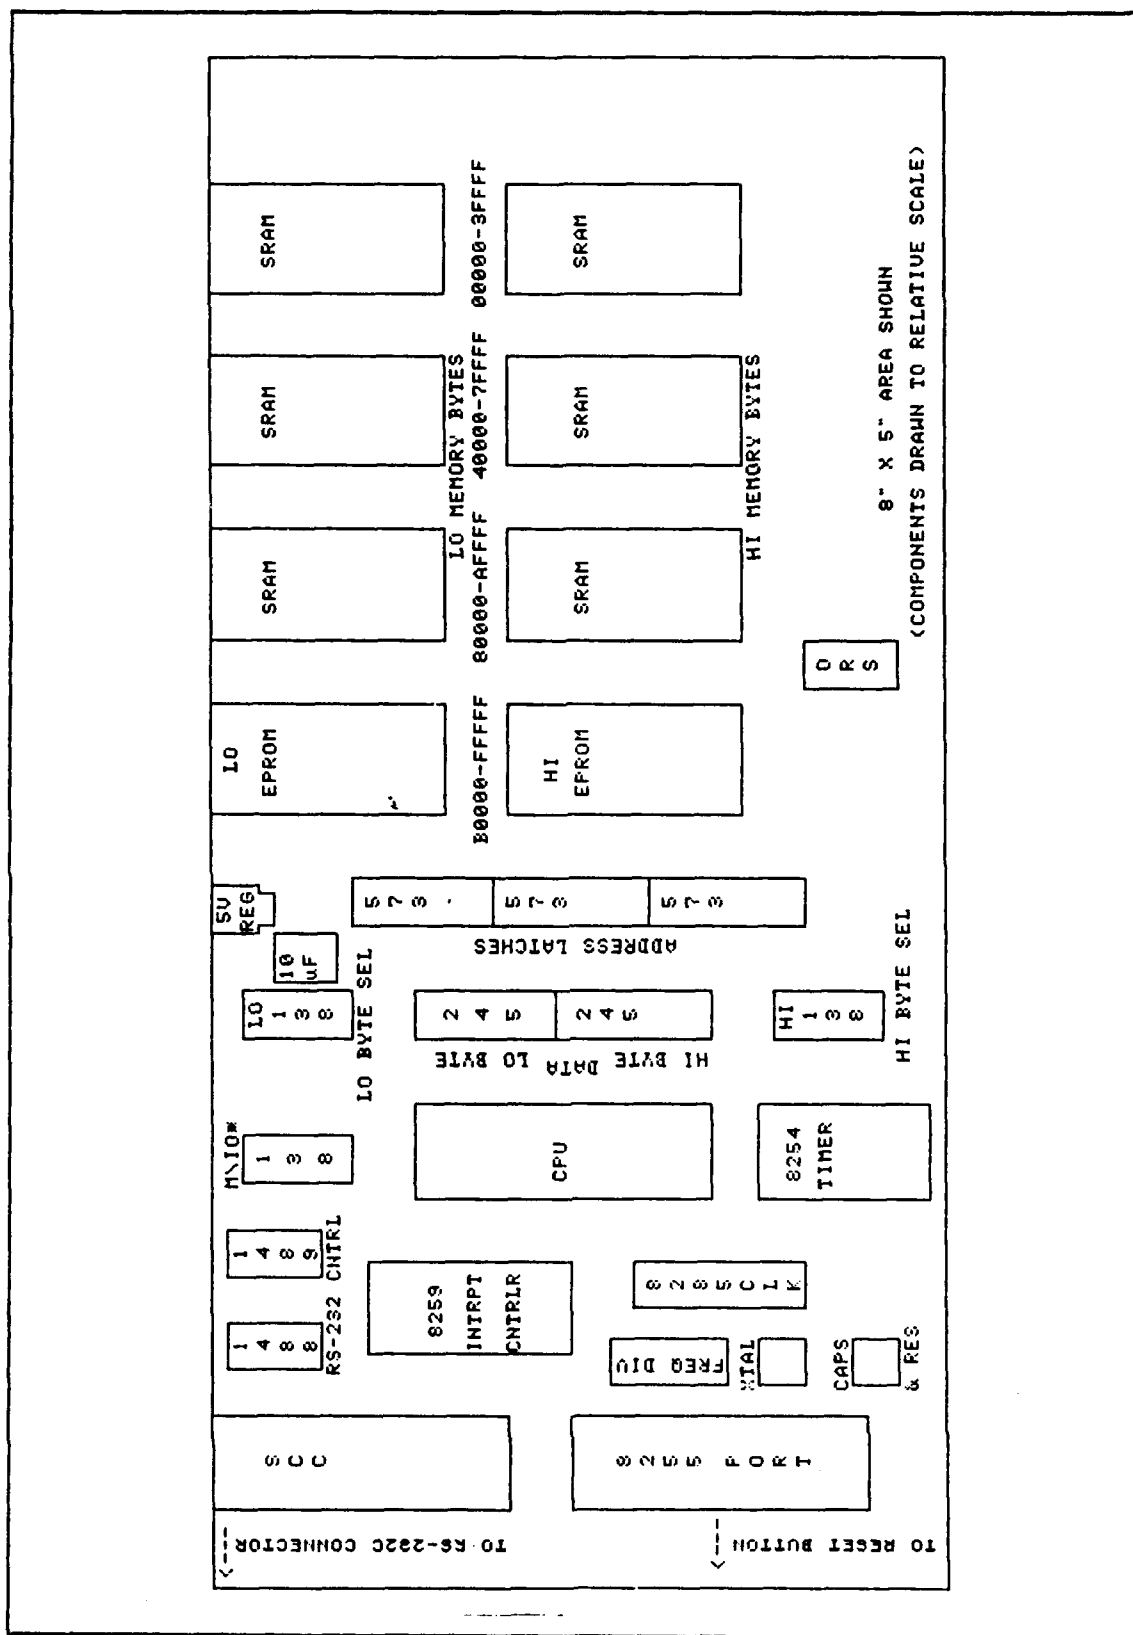 TO RS-232C CONNECTOR
TO RESET BUTTON
SCC
8255 PORT
1488
1489
RS-232 CNTRL
8259
INTRPT
CNTRLR
FREQ DIV
XTAL
CAPS
& RES
8285CLK
M\IO*
138
CPU
8254
TIMER
LO
138
LO BYTE SEL
HI BYTE DATA LO BYTE
245
245
HI
138
HI BYTE SEL
10
uF
5V
REG
573
573
573
ADDRESS LATCHES
LO
EPROM
SRAM
SRAM
SRAM
LO MEMORY BYTES
B0000-FFFFF
80000-AFFFF
40000-7FFFF
00000-3FFFF
HI
EPROM
SRAM
SRAM
SRAM
HI MEMORY BYTES
ORS
8" X 5" AREA SHOWN
(COMPONENTS DRAWN TO RELATIVE SCALE)